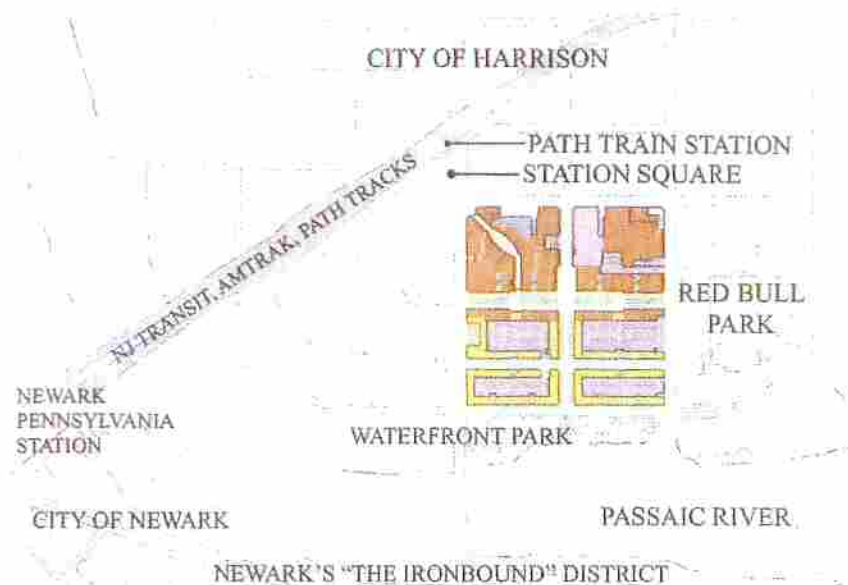 CITY OF HARRISON
PATH TRAIN STATION
STATION SQUARE
NJ TRANSIT, AMTRAK, PATH TRACKS
RED BULL
PARK
NEWARK
PENNSYLVANIA
STATION
WATERFRONT PARK
CITY OF NEWARK
PASSAIC RIVER
NEWARK'S "THE IRONBOUND" DISTRICT